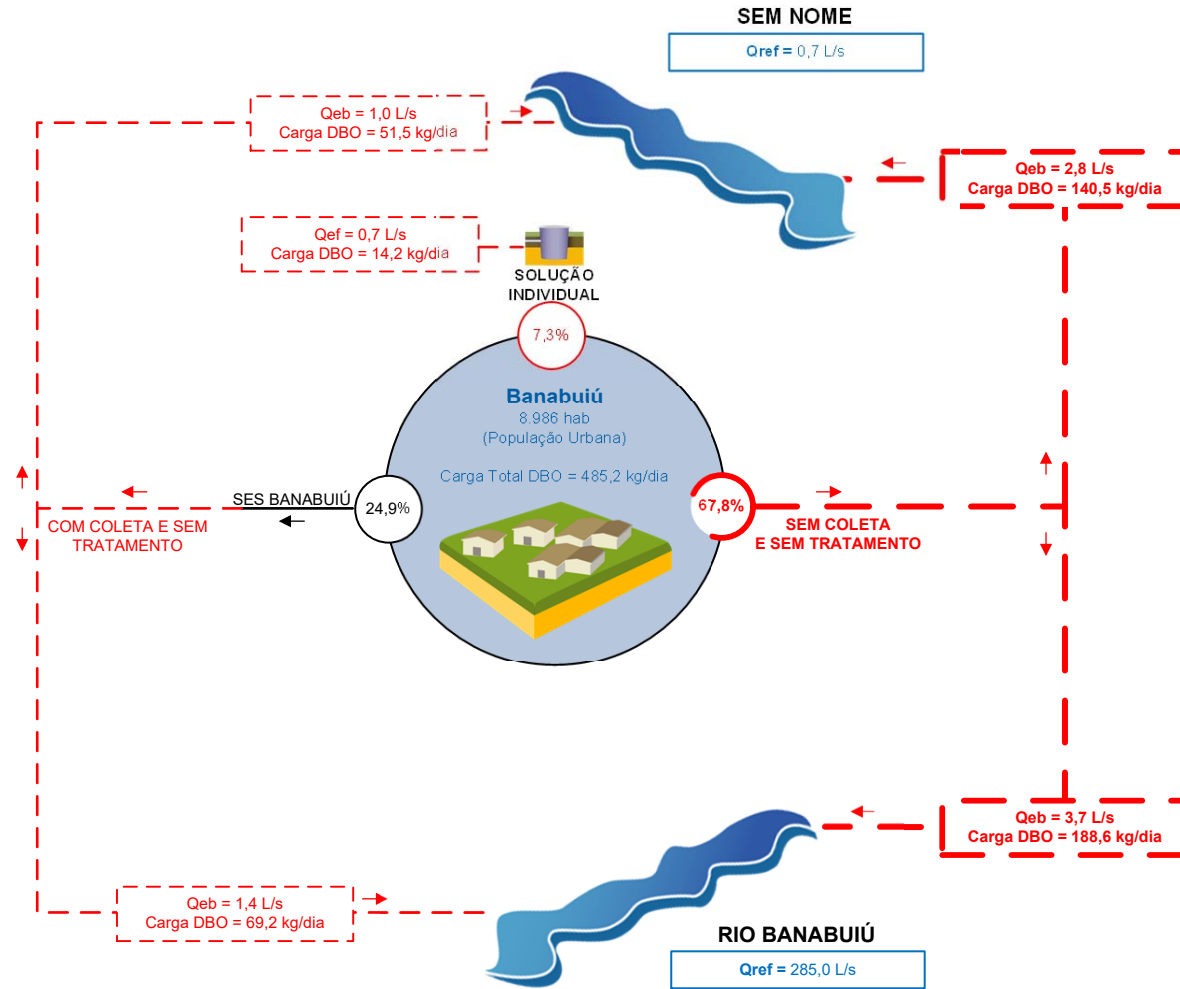 SEM NOME
Qref = 0,7 L/s
Qeb = 1,0 L/s
Carga DBO = 51,5 kg/dia
Qeb = 2,8 L/s
Carga DBO = 140,5 kg/dia
Qef = 0,7 L/s
Carga DBO = 14,2 kg/dia
SOLUÇÃO
INDIVIDUAL
7,3%
Banabuiú
8.986 hab
(População Urbana)
Carga Total DBO = 485,2 kg/dia
SES BANABUIÚ
24,9%
67,8%
COM COLETA E SEM
TRATAMENTO
SEM COLETA
E SEM TRATAMENTO
Qeb = 3,7 L/s
Carga DBO = 188,6 kg/dia
Qeb = 1,4 L/s
Carga DBO = 69,2 kg/dia
RIO BANABUIÚ
Qref = 285,0 L/s